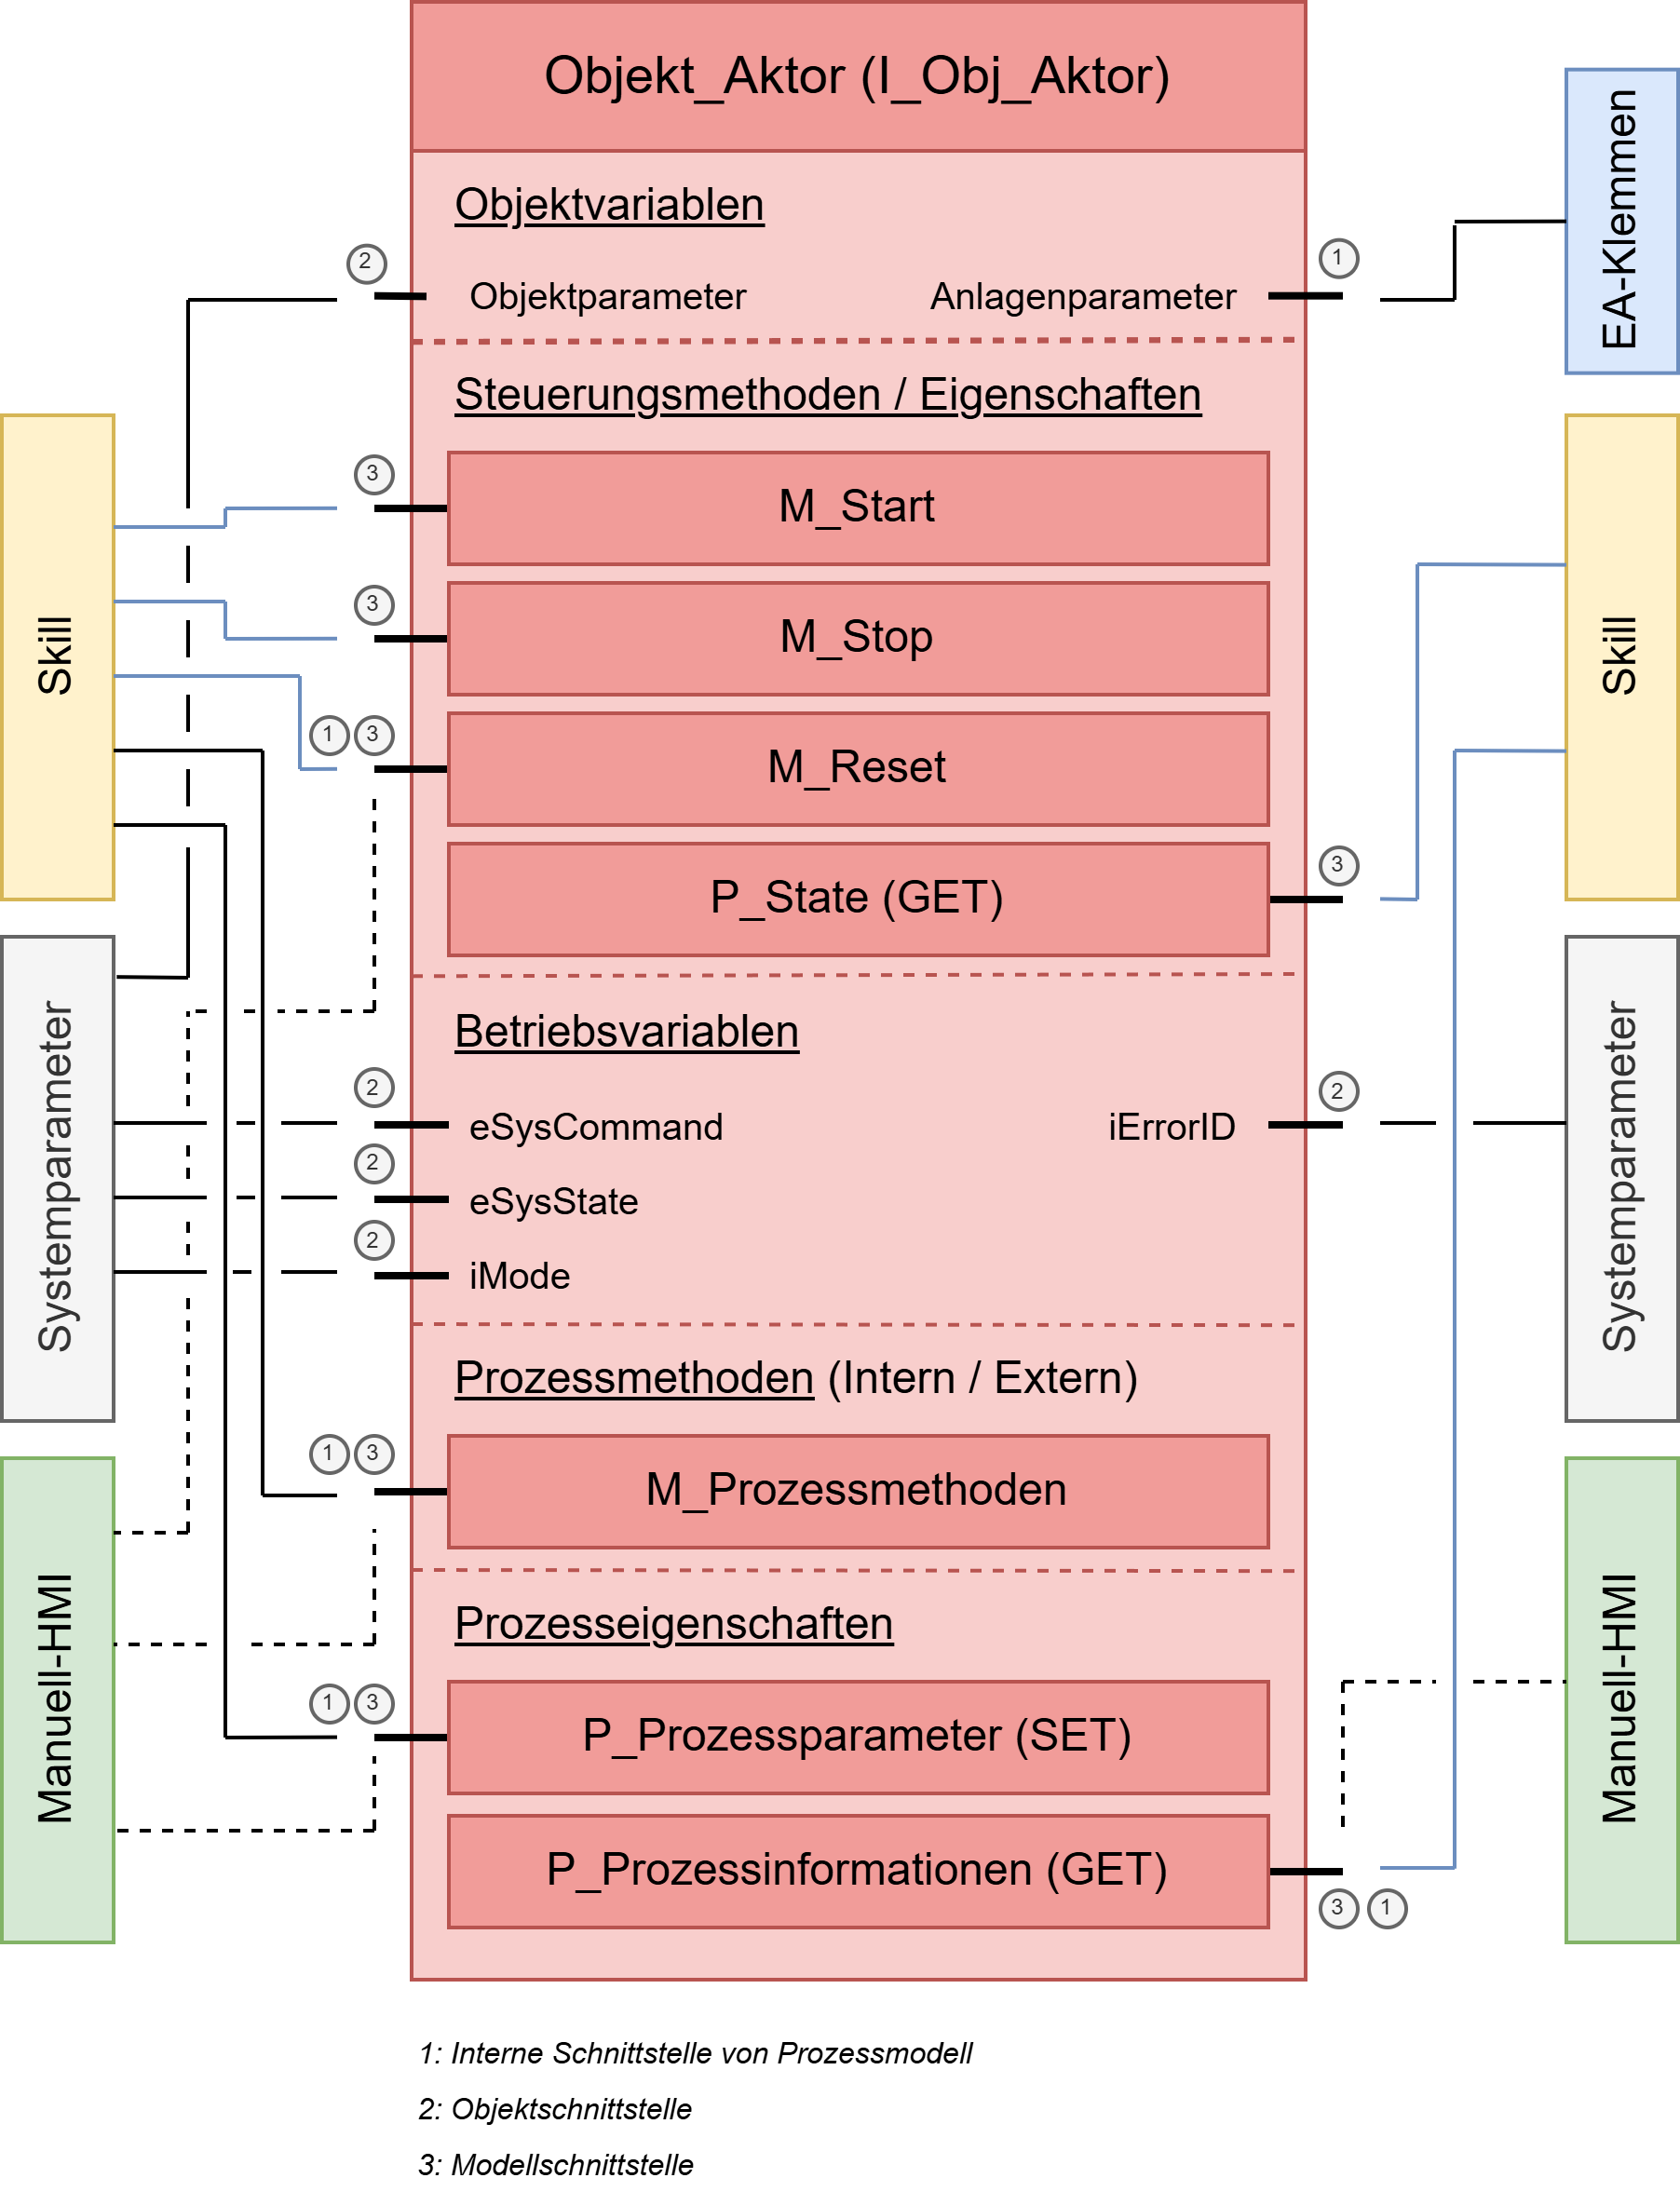 Objekt_Aktor (I_Obj_Aktor)
Objektvariablen
2
1
Objektparameter
Anlagenparameter
EA-Klemmen
Steuerungsmethoden / Eigenschaften
3
M_Start
3
M_Stop
Skill
Skill
1 3
M_Reset
3
P_State (GET)
Betriebsvariablen
2
2
eSysCommand
iErrorID
2
eSysState
Systemparameter
Systemparameter
2
iMode
Prozessmethoden (Intern / Extern)
1 3
M_Prozessmethoden
Prozesseigenschaften
Manuell-HMI
Manuell-HMI
1 3
P_Prozessparameter (SET)
P_Prozessinformationen (GET)
3 1
1: Interne Schnittstelle von Prozessmodell
2: Objektschnittstelle
3: Modellschnittstelle